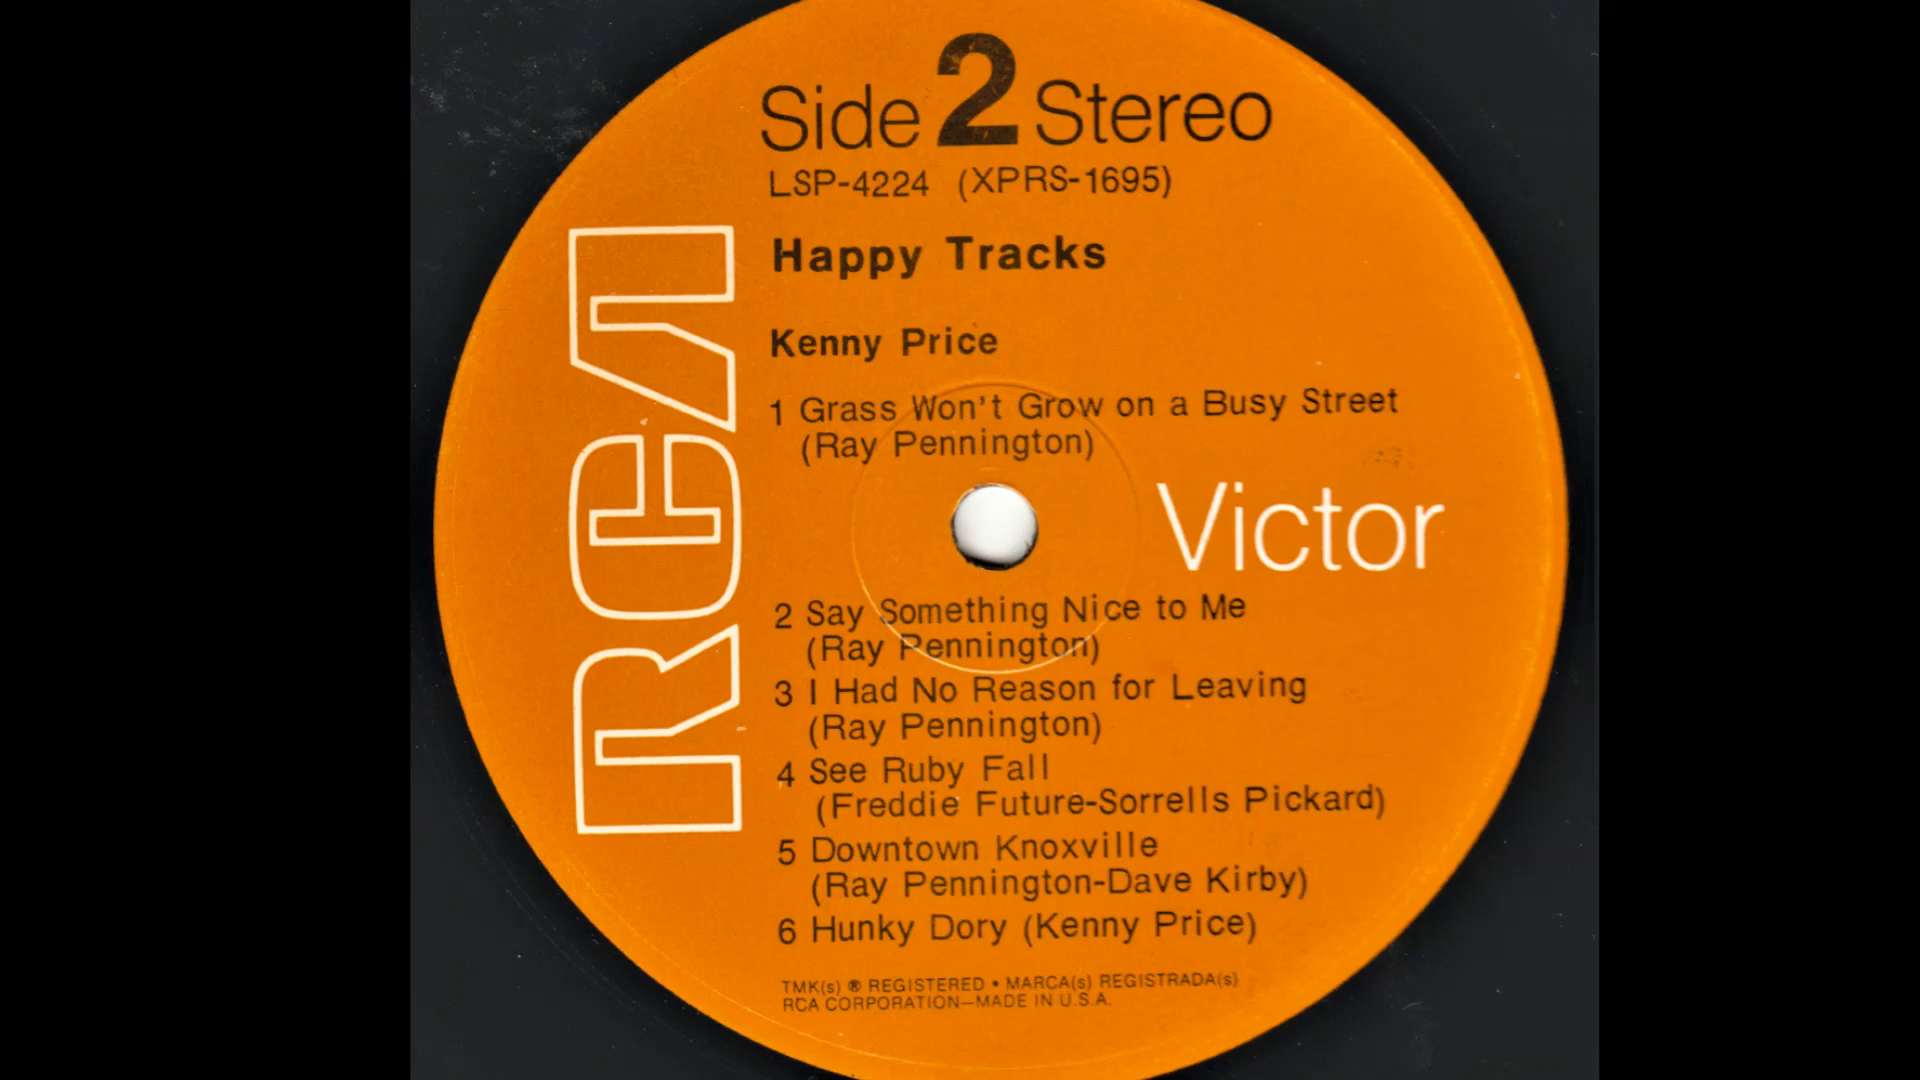 Side 2 Stereo
LSP-4224 (XPRS-1695)
Happy Tracks
Kenny Price
1 Grass Won't Grow on a Busy Street
(Ray Pennington)
RCA
Victor
2 Say Something Nice to Me
(Ray Pennington)
3 I Had No Reason for Leaving
(Ray Pennington)
4 See Ruby Fall
(Freddie Future-Sorrells Pickard)
5 Downtown Knoxville
(Ray Pennington-Dave Kirby)
6 Hunky Dory (Kenny Price)
TMK(s) ® REGISTERED • MARCA(s) REGISTRADA(s)
RCA CORPORATION—MADE IN U.S.A.